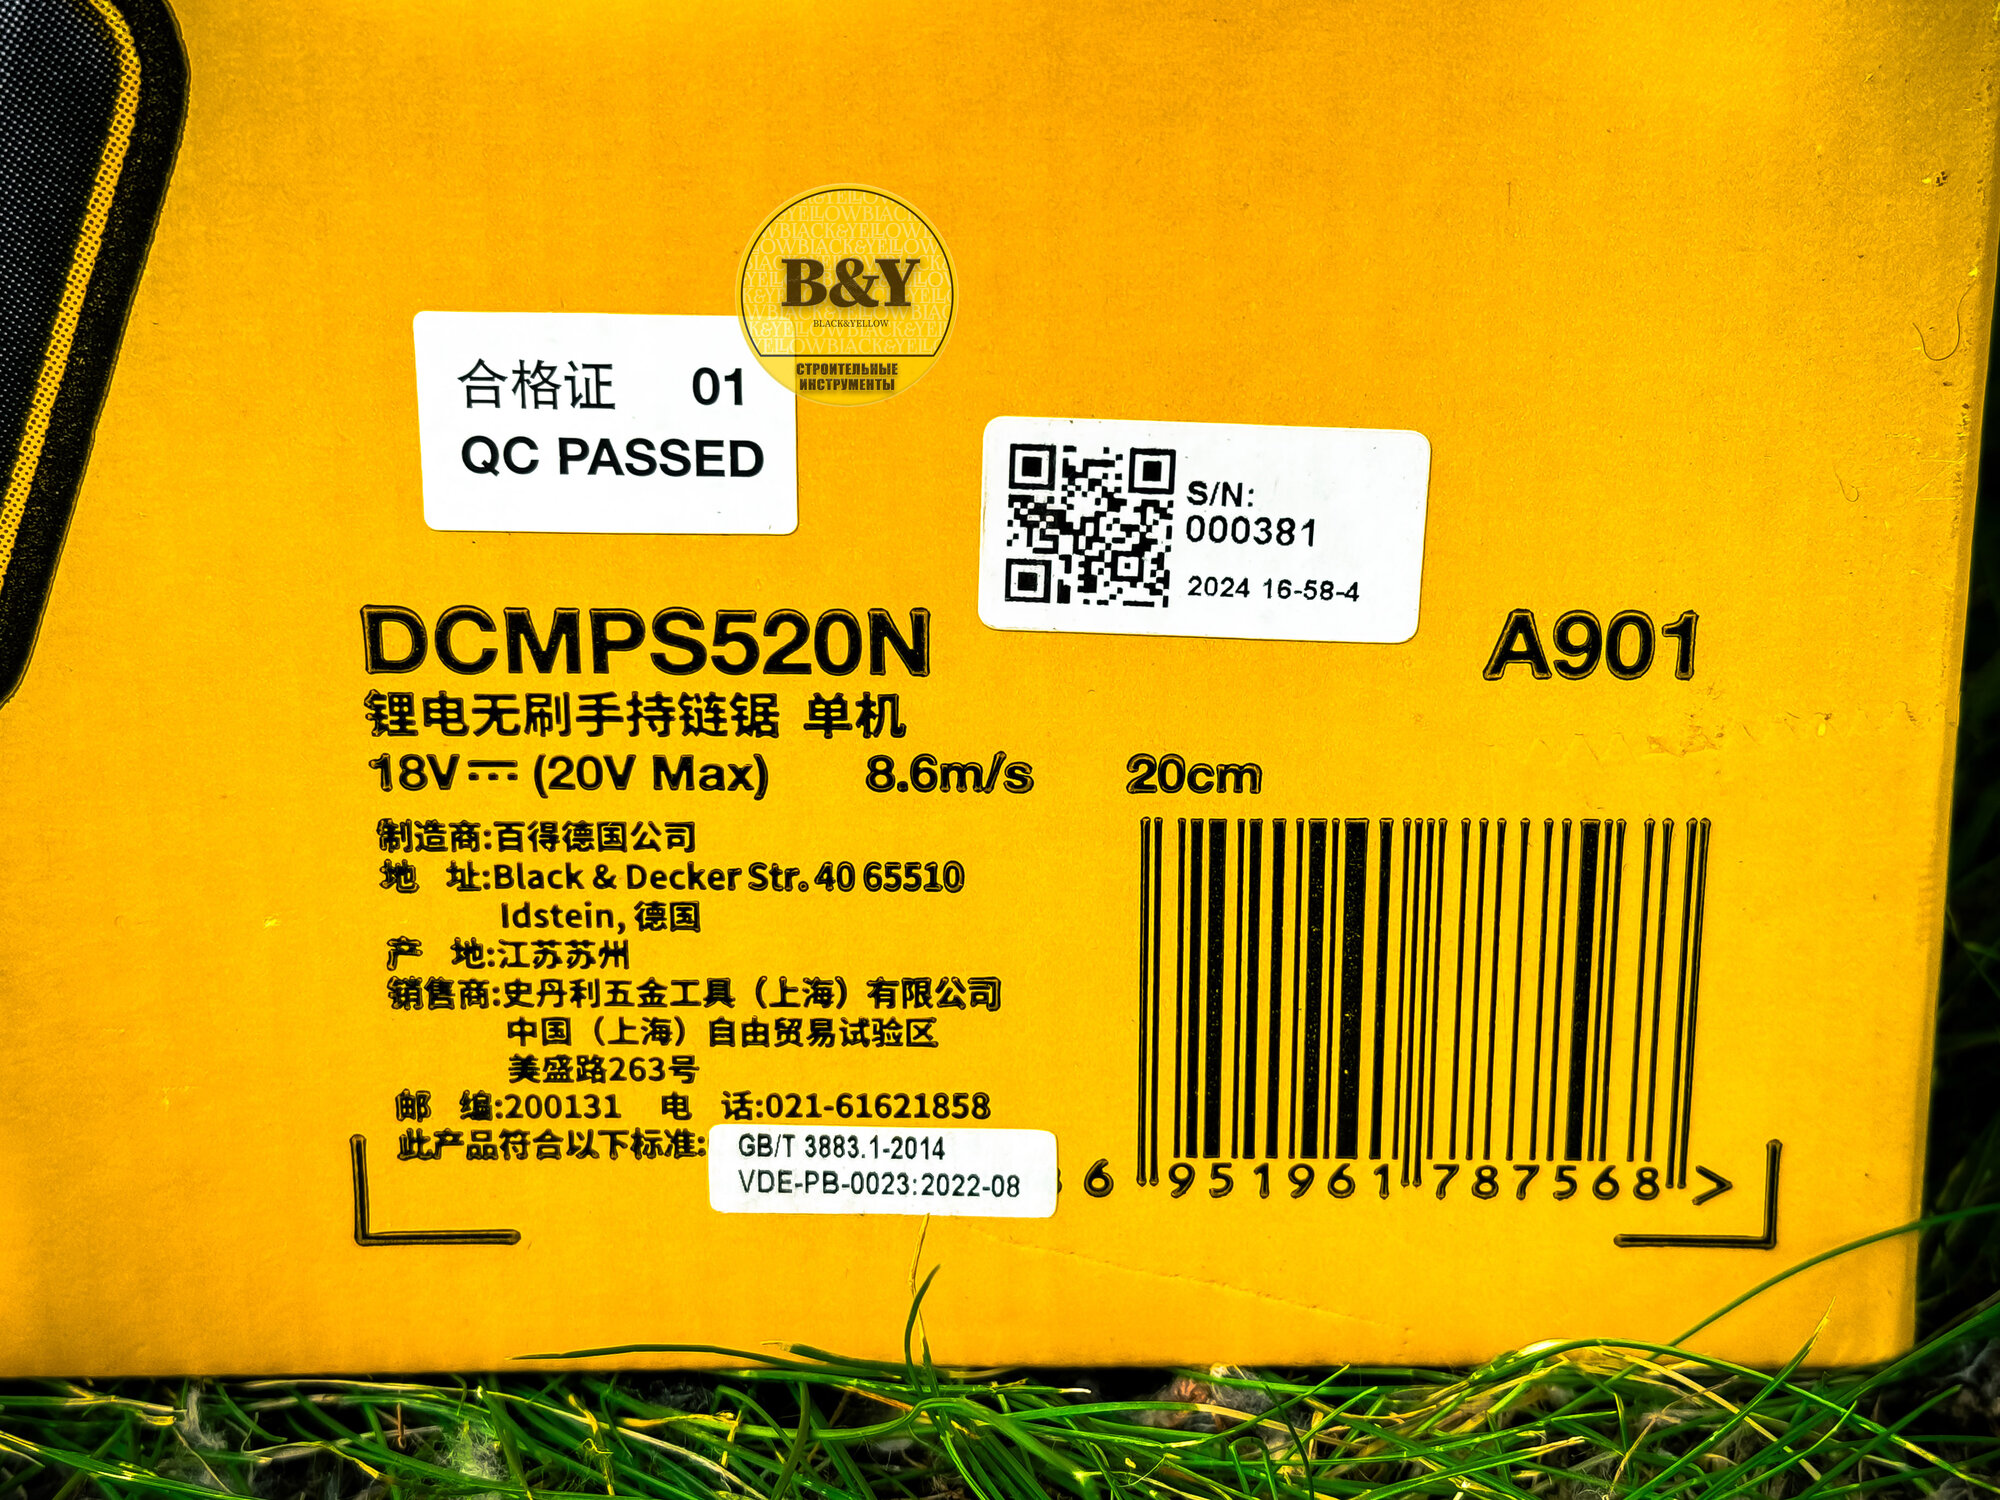 B&Y
BLACK&YELLOW
СТРОИТЕЛЬНЫЕ
ИНСТРУМЕНТЫ
合格证 01
QC PASSED
S/N:
000381
2024 16-58-4
DCMPS520N A901
锂电无刷手持链锯 单机
18V⎓ (20V Max) 8.6m/s 20cm
制造商:百得德国公司
地 址:Black & Decker Str. 40 65510
Idstein, 德国
产 地:江苏苏州
销售商:史丹利五金工具（上海）有限公司
中国（上海）自由贸易试验区
美盛路263号
邮 编:200131 电 话:021-61621858
此产品符合以下标准:
GB/T 3883.1-2014
VDE-PB-0023:2022-08
6 951961 787568 >